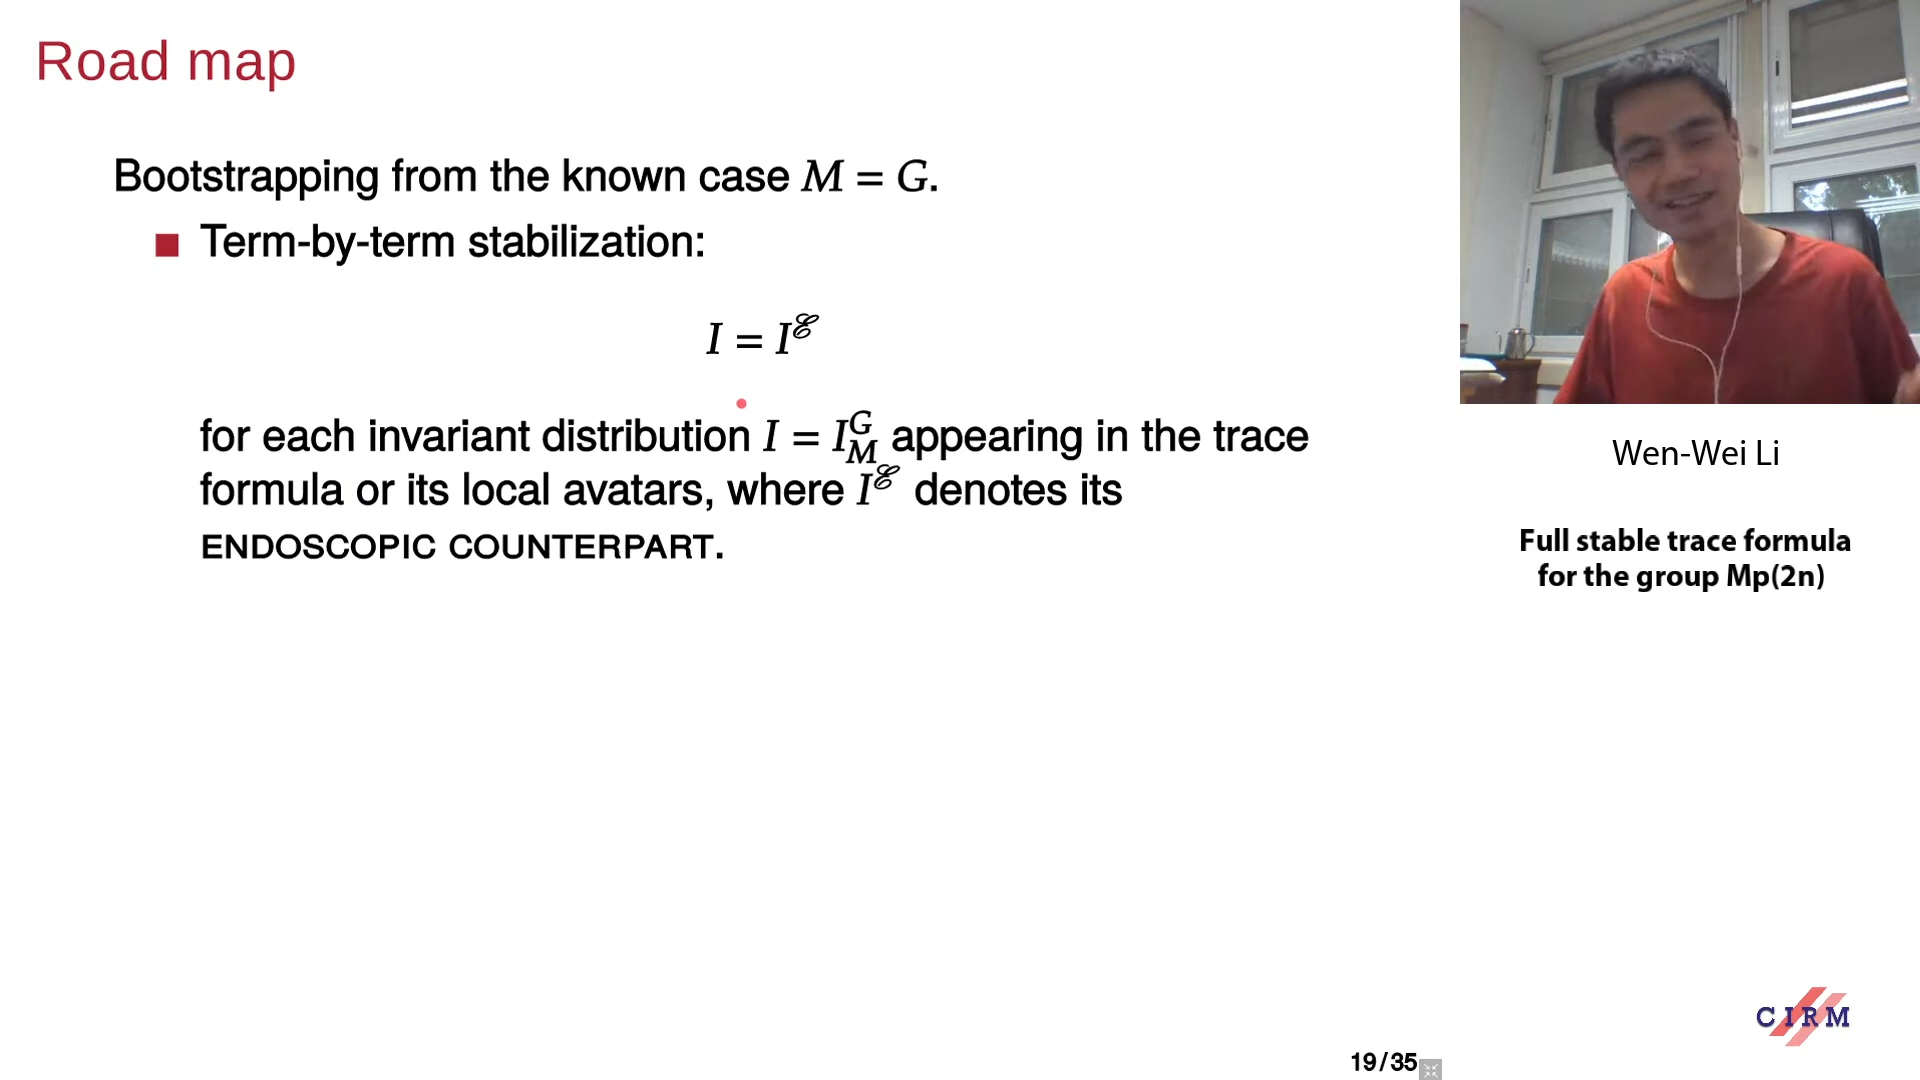 Road map
Bootstrapping from the known case M = G.
Term-by-term stabilization:
I = I^ℰ
for each invariant distribution I = I_M^G appearing in the trace
formula or its local avatars, where I^ℰ denotes its
ENDOSCOPIC COUNTERPART.
19/35
Wen-Wei Li
Full stable trace formula
for the group Mp(2n)
CIRM